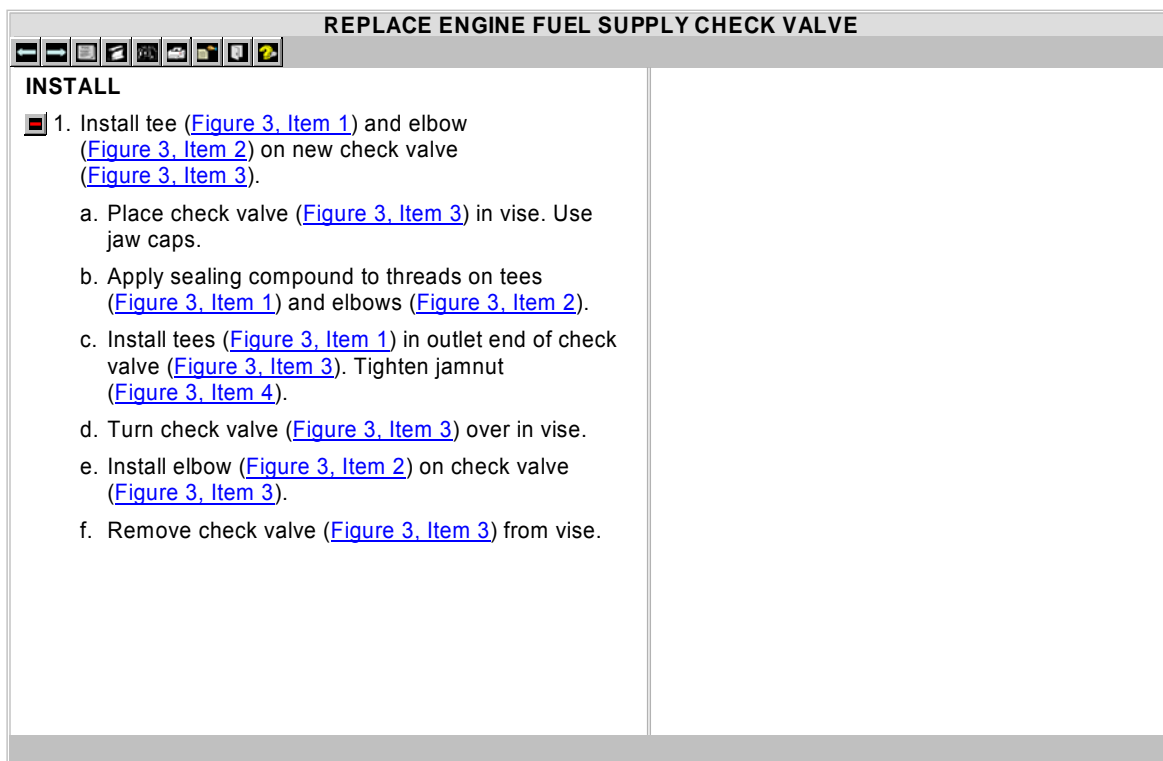 REPLACE ENGINE FUEL SUPPLY CHECK VALVE
INSTALL
1. Install tee (Figure 3, Item 1) and elbow
(Figure 3, Item 2) on new check valve
(Figure 3, Item 3).
a. Place check valve (Figure 3, Item 3) in vise. Use
jaw caps.
b. Apply sealing compound to threads on tees
(Figure 3, Item 1) and elbows (Figure 3, Item 2).
c. Install tees (Figure 3, Item 1) in outlet end of check
valve (Figure 3, Item 3). Tighten jamnut
(Figure 3, Item 4).
d. Turn check valve (Figure 3, Item 3) over in vise.
e. Install elbow (Figure 3, Item 2) on check valve
(Figure 3, Item 3).
f. Remove check valve (Figure 3, Item 3) from vise.